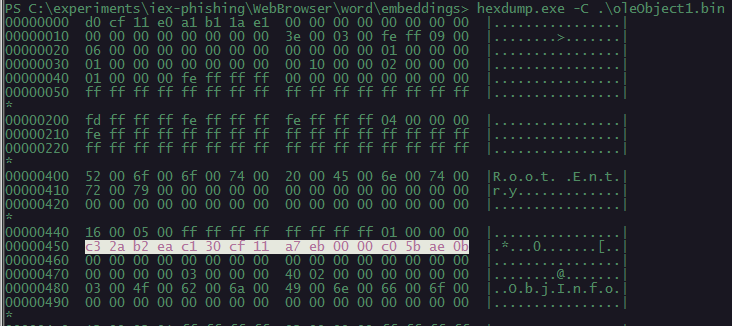 PS C:\experiments\iex-phishing\WebBrowser\word\embeddings> hexdump.exe -C .\oleObject1.bin
00000000 d0 cf 11 e0 a1 b1 1a e1 00 00 00 00 00 00 00 00 |................|
00000010 00 00 00 00 00 00 00 00 3e 00 03 00 fe ff 09 00 |........>.......|
00000020 06 00 00 00 00 00 00 00 00 00 00 00 01 00 00 00 |................|
00000030 01 00 00 00 00 00 00 00 00 10 00 00 02 00 00 00 |................|
00000040 01 00 00 00 fe ff ff ff 00 00 00 00 00 00 00 00 |................|
00000050 ff ff ff ff ff ff ff ff ff ff ff ff ff ff ff ff |................|
*
00000200 fd ff ff ff fe ff ff ff fe ff ff ff 04 00 00 00 |................|
00000210 fe ff ff ff ff ff ff ff ff ff ff ff ff ff ff ff |................|
00000220 ff ff ff ff ff ff ff ff ff ff ff ff ff ff ff ff |................|
*
00000400 52 00 6f 00 6f 00 74 00 20 00 45 00 6e 00 74 00 |R.o.o.t. .E.n.t.|
00000410 72 00 79 00 00 00 00 00 00 00 00 00 00 00 00 00 |r.y.............|
00000420 00 00 00 00 00 00 00 00 00 00 00 00 00 00 00 00 |................|
*
00000440 16 00 05 00 ff ff ff ff ff ff ff ff 01 00 00 00 |................|
00000450 c3 2a b2 ea c1 30 cf 11 a7 eb 00 00 c0 5b ae 0b |.*...0.......[..|
00000460 00 00 00 00 00 00 00 00 00 00 00 00 00 00 00 00 |................|
00000470 00 00 00 00 03 00 00 00 40 02 00 00 00 00 00 00 |........@.......|
00000480 03 00 4f 00 62 00 6a 00 49 00 6e 00 66 00 6f 00 |..O.b.j.I.n.f.o.|
00000490 00 00 00 00 00 00 00 00 00 00 00 00 00 00 00 00 |................|
*